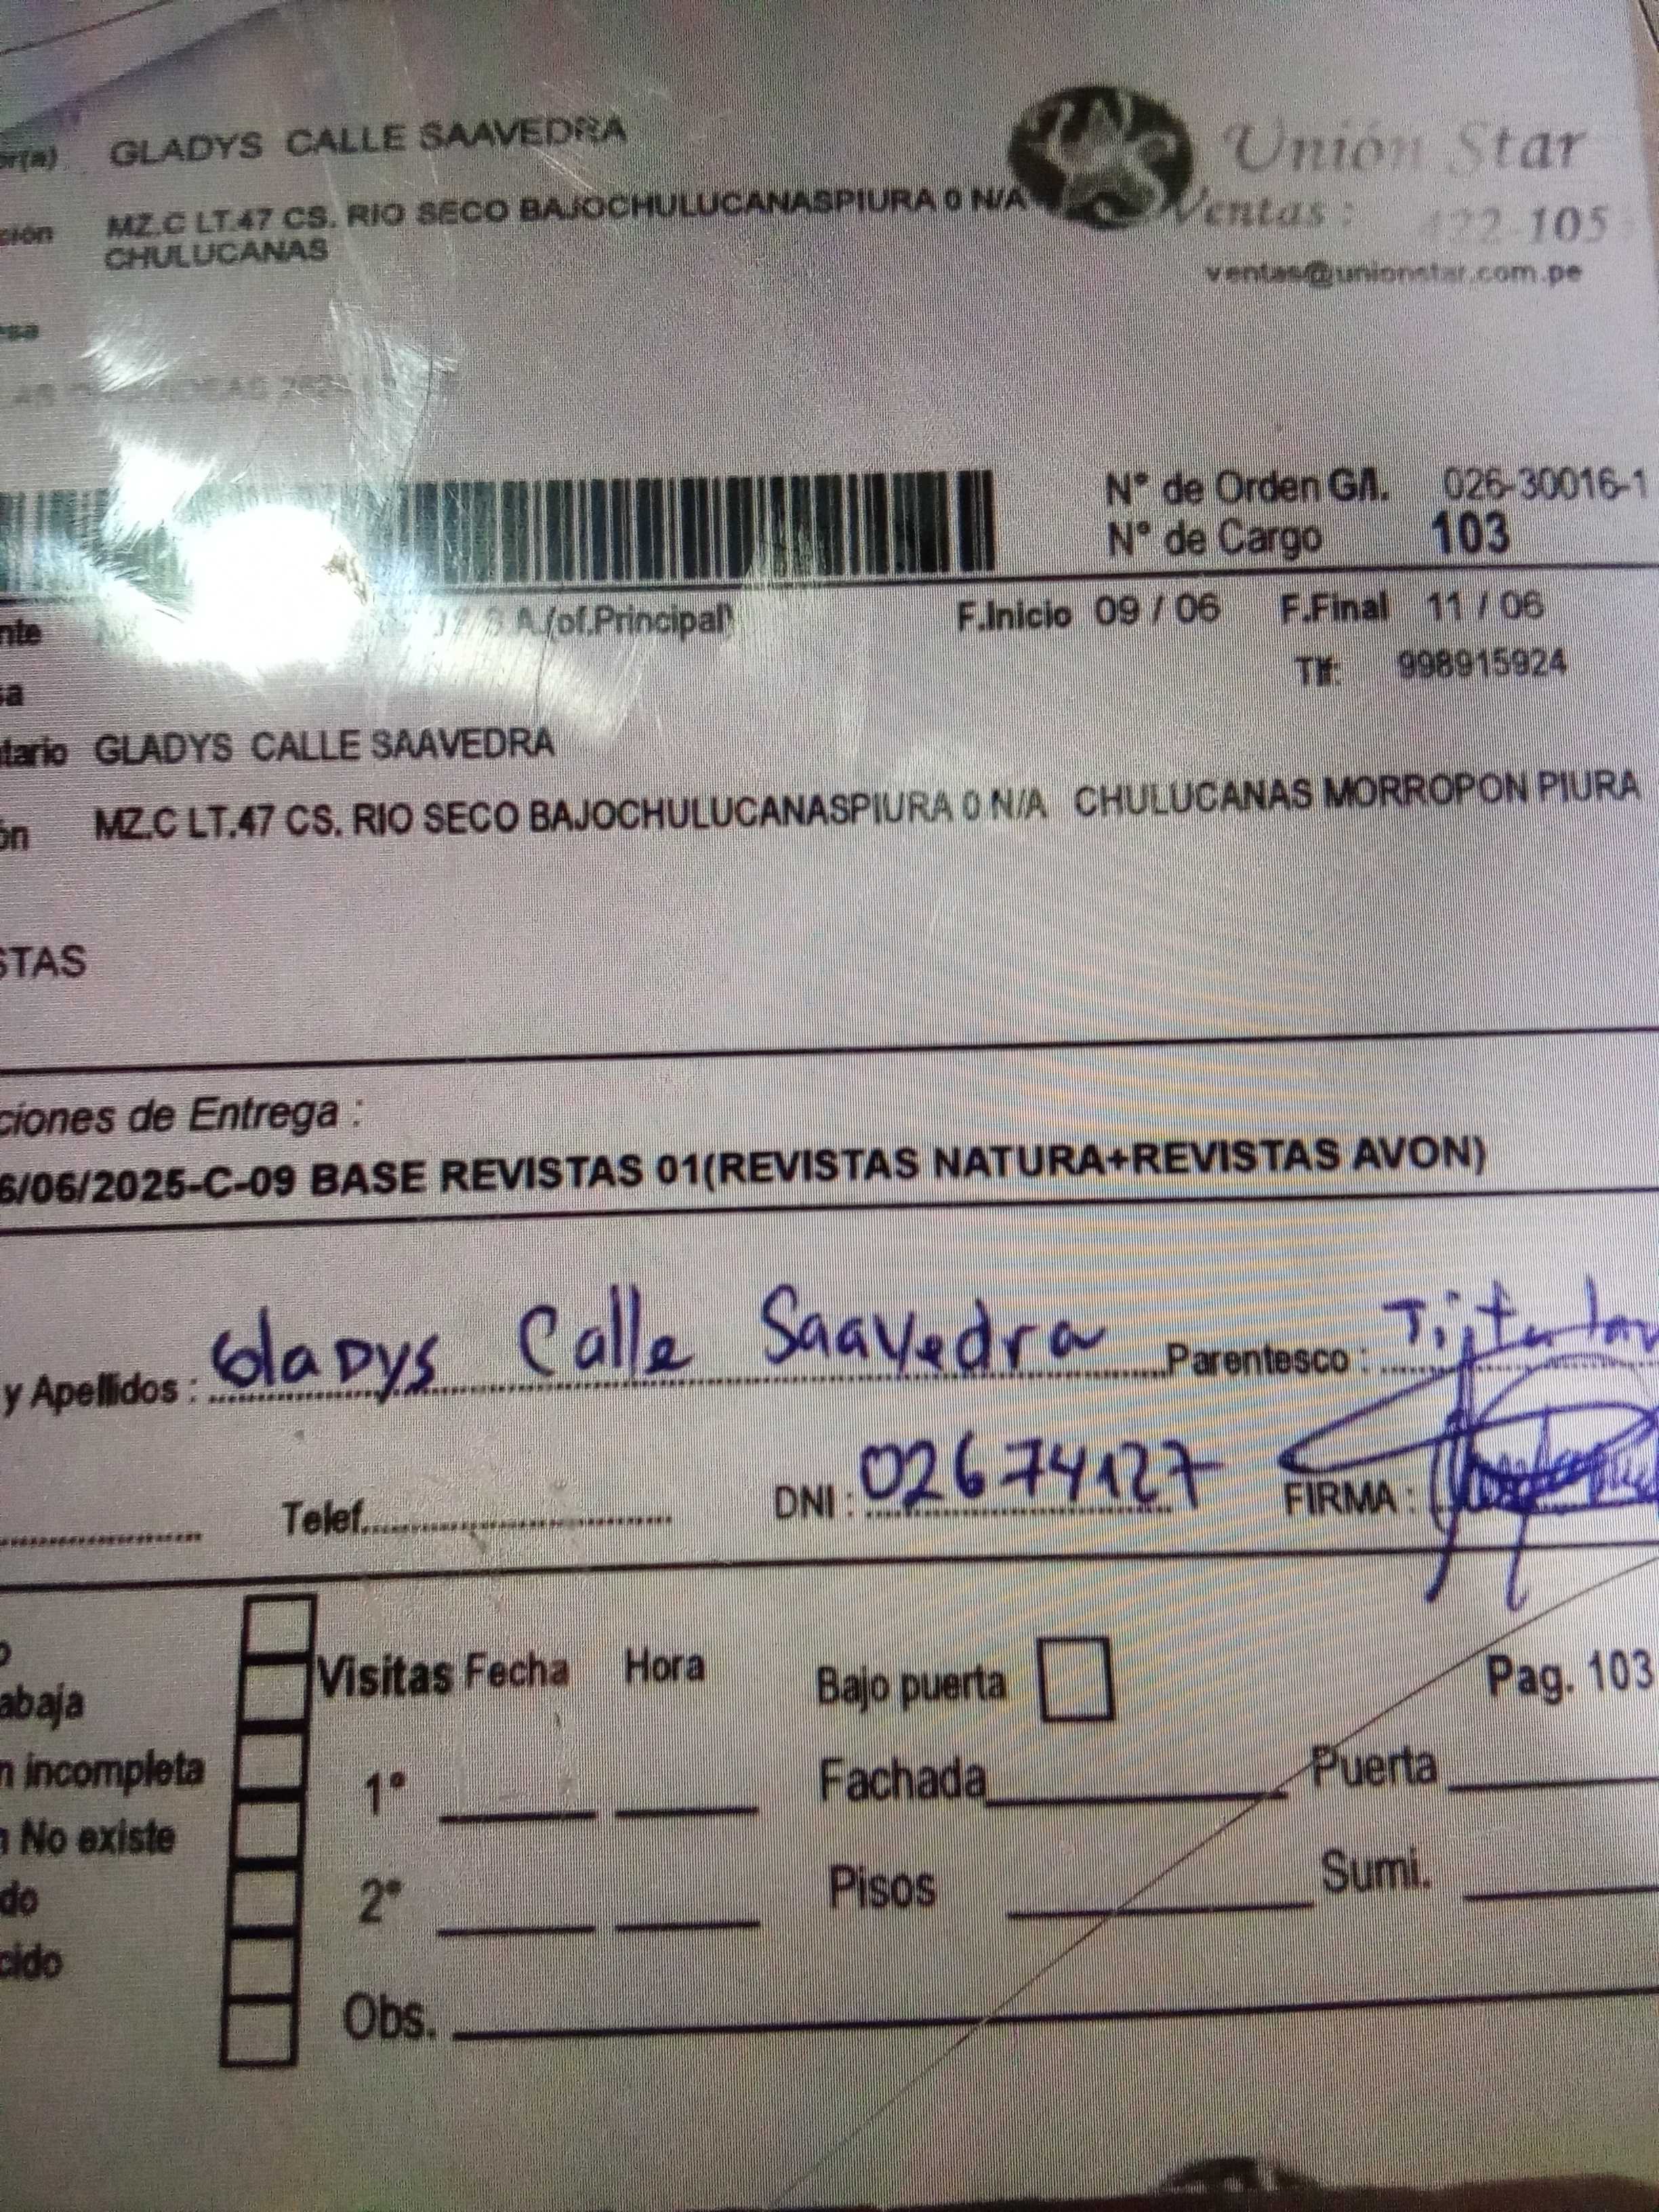 GLADYS CALLE SAAVEDRA
Unión Star
MZ.C LT.47 CS. RIO SECO BAJOCHULUCANASPIURA 0 N/A
Ventas: 422-105
CHULUCANAS
ventas@unionstar.com.pe
N° de Orden G/I. 026-30016-1
N° de Cargo 103
A./of.Principal)
F.Inicio 09 / 06 F.Final 11 / 06
Tlf: 998915924
tario GLADYS CALLE SAAVEDRA
ón MZ.C LT.47 CS. RIO SECO BAJOCHULUCANASPIURA 0 N/A CHULUCANAS MORROPON PIURA
STAS
ciones de Entrega :
6/06/2025-C-09 BASE REVISTAS 01(REVISTAS NATURA+REVISTAS AVON)
y Apellidos : Gladys Calle Saavedra Parentesco :
Telef. DNI : 02674127 FIRMA :
abaja
Visitas Fecha Hora Bajo puerta Pag. 103
n incompleta
1° Fachada Puerta
No existe
do
2° Pisos Sumi.
cido
Obs.